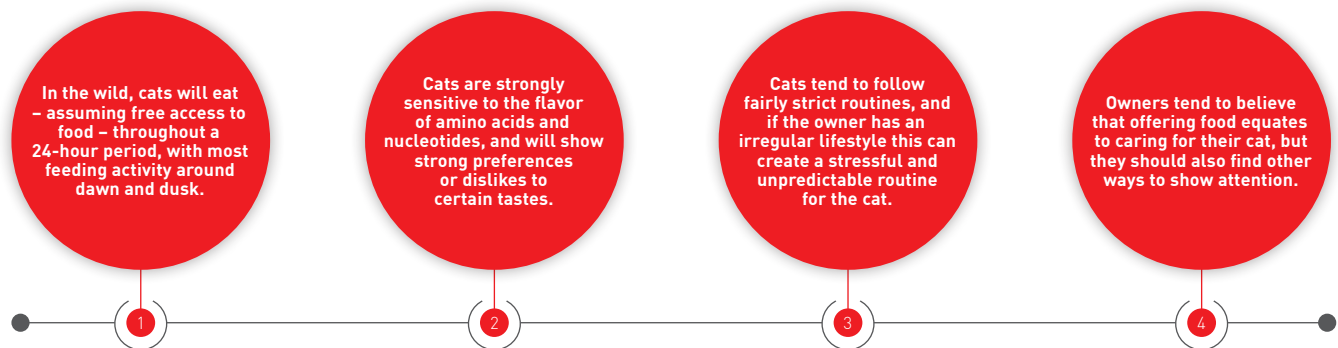 In the wild, cats will eat
– assuming free access to
food – throughout a
24-hour period, with most
feeding activity around
dawn and dusk.
Cats are strongly
sensitive to the flavor
of amino acids and
nucleotides, and will show
strong preferences
or dislikes to
certain tastes.
Cats tend to follow
fairly strict routines, and
if the owner has an
irregular lifestyle this can
create a stressful and
unpredictable routine
for the cat.
Owners tend to believe
that offering food equates
to caring for their cat, but
they should also find other
ways to show attention.
1
2
3
4